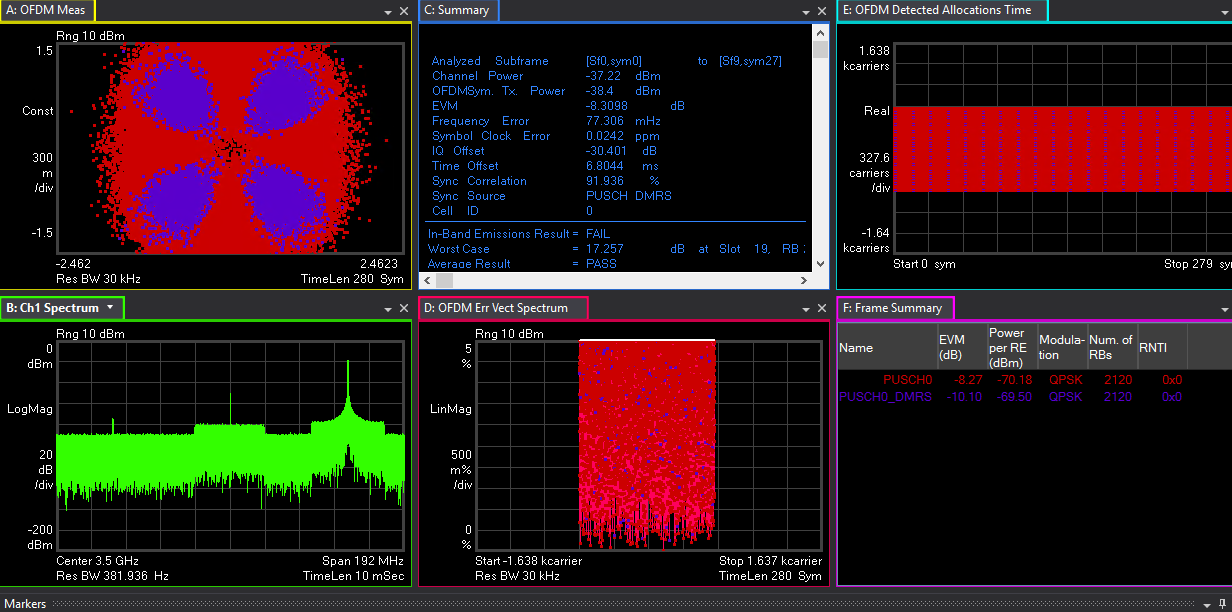 A: OFDM Meas
Rng 10 dBm
1.5
Const
300
m
/div
-1.5
-2.462
2.4623
Res BW 30 kHz
TimeLen 280 Sym
C: Summary
Analyzed Subframe [Sf0,sym0] to [Sf9,sym27]
Channel Power -37.22 dBm
OFDMSym. Tx. Power -38.4 dBm
EVM -8.3098 dB
Frequency Error 77.306 mHz
Symbol Clock Error 0.0242 ppm
IQ Offset -30.401 dB
Time Offset 6.8044 ms
Sync Correlation 91.936 %
Sync Source PUSCH DMRS
Cell ID 0
In-Band Emissions Result = FAIL
Worst Case = 17.257 dB at Slot 19, RB
Average Result = PASS
E: OFDM Detected Allocations Time
1.638
kcarriers
Real
327.6
carriers
/div
-1.64
kcarriers
Start 0 sym
Stop 279 sy
B: Ch1 Spectrum
Rng 10 dBm
0
dBm
LogMag
20
dB
/div
-200
dBm
Center 3.5 GHz
Span 192 MHz
Res BW 381.936 Hz
TimeLen 10 mSec
D: OFDM Err Vect Spectrum
Rng 10 dBm
5
%
LinMag
500
m%
/div
0
%
Start -1.638 kcarrier
Stop 1.637 kcarrier
Res BW 30 kHz
TimeLen 280 Sym
F: Frame Summary
Name EVM (dB) Power per RE (dBm) Modula-tion Num. of RBs RNTI
PUSCH0 -8.27 -70.18 QPSK 2120 0x0
PUSCH0_DMRS -10.10 -69.50 QPSK 2120 0x0
Markers